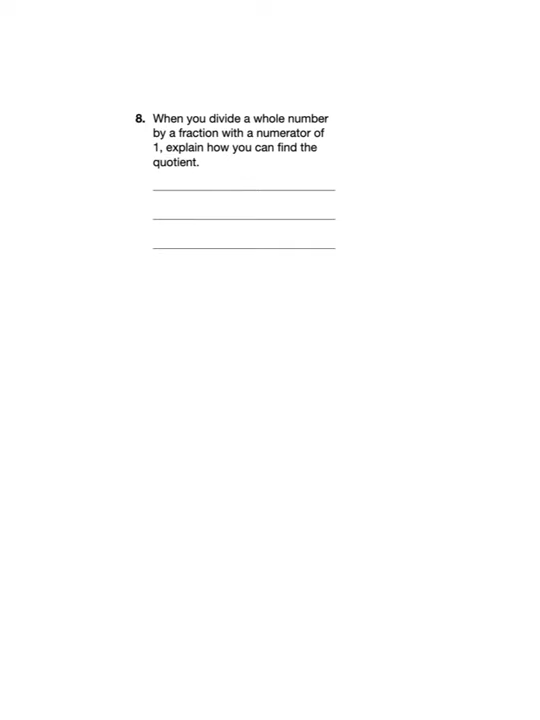 8. When you divide a whole number
by a fraction with a numerator of
1, explain how you can find the
quotient.